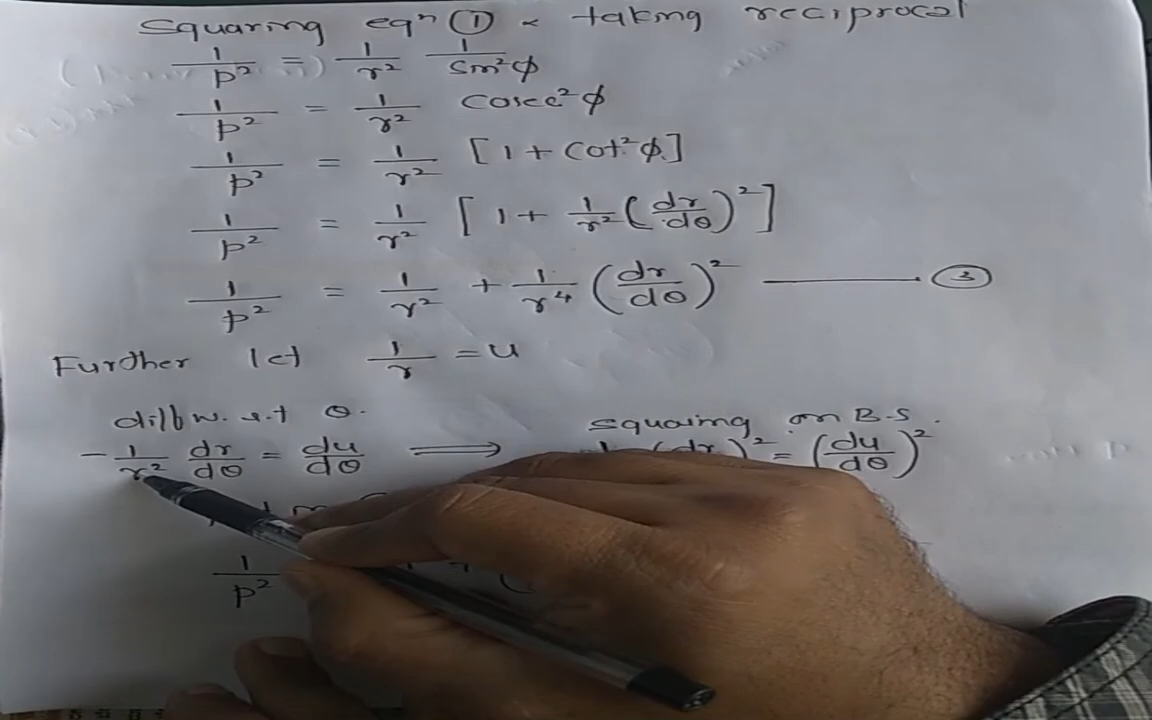 Squaring eqⁿ ① & taking reciprocal
1/p² = 1/r² 1/sin²φ
1/p² = 1/r² cosec²φ
1/p² = 1/r² [1 + cot²φ]
1/p² = 1/r² [1 + 1/r² (dr/dθ)²]
1/p² = 1/r² + 1/r⁴ (dr/dθ)² ——— ③
Further let 1/r = u
diff w.r.t θ. squaring on B.S.
- 1/r² dr/dθ = du/dθ ⟹ (dr )² = (du/dθ)²
1/p²